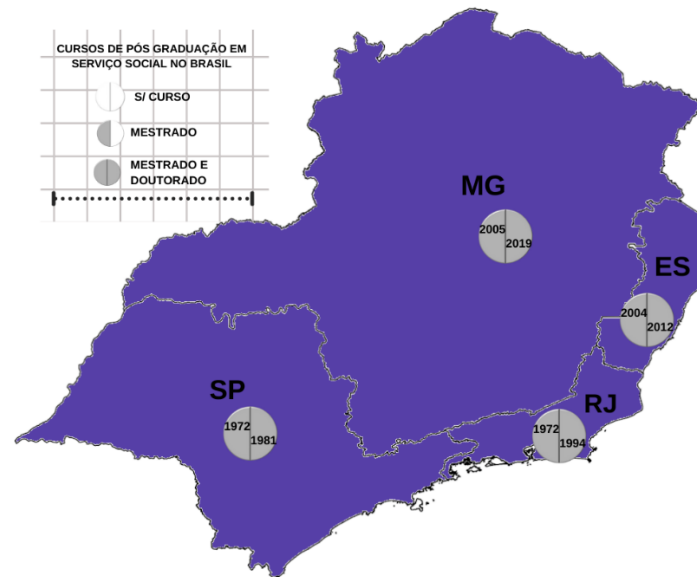 CURSOS DE PÓS GRADUAÇÃO EM
SERVIÇO SOCIAL NO BRASIL
S/ CURSO
MESTRADO
MESTRADO E
DOUTORADO
MG
2005
2019
ES
2004
2012
SP
1972
1981
RJ
1972
1994